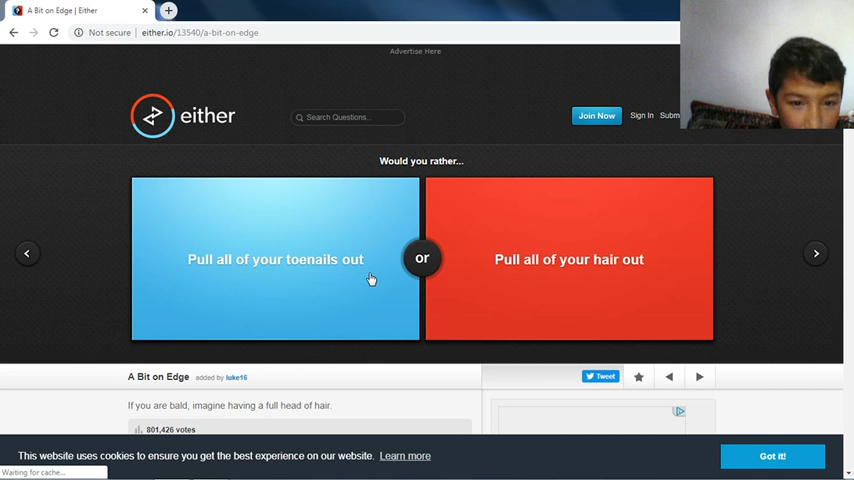 A Bit on Edge | Either
Not secure | either.io/13540/a-bit-on-edge
Advertise Here
either
Search Questions...
Join Now
Sign In
Subm
Would you rather...
Pull all of your toenails out
or
Pull all of your hair out
A Bit on Edge added by luke16
Tweet
If you are bald, imagine having a full head of hair.
801,426 votes
This website uses cookies to ensure you get the best experience on our website. Learn more
Got it!
Waiting for cache...